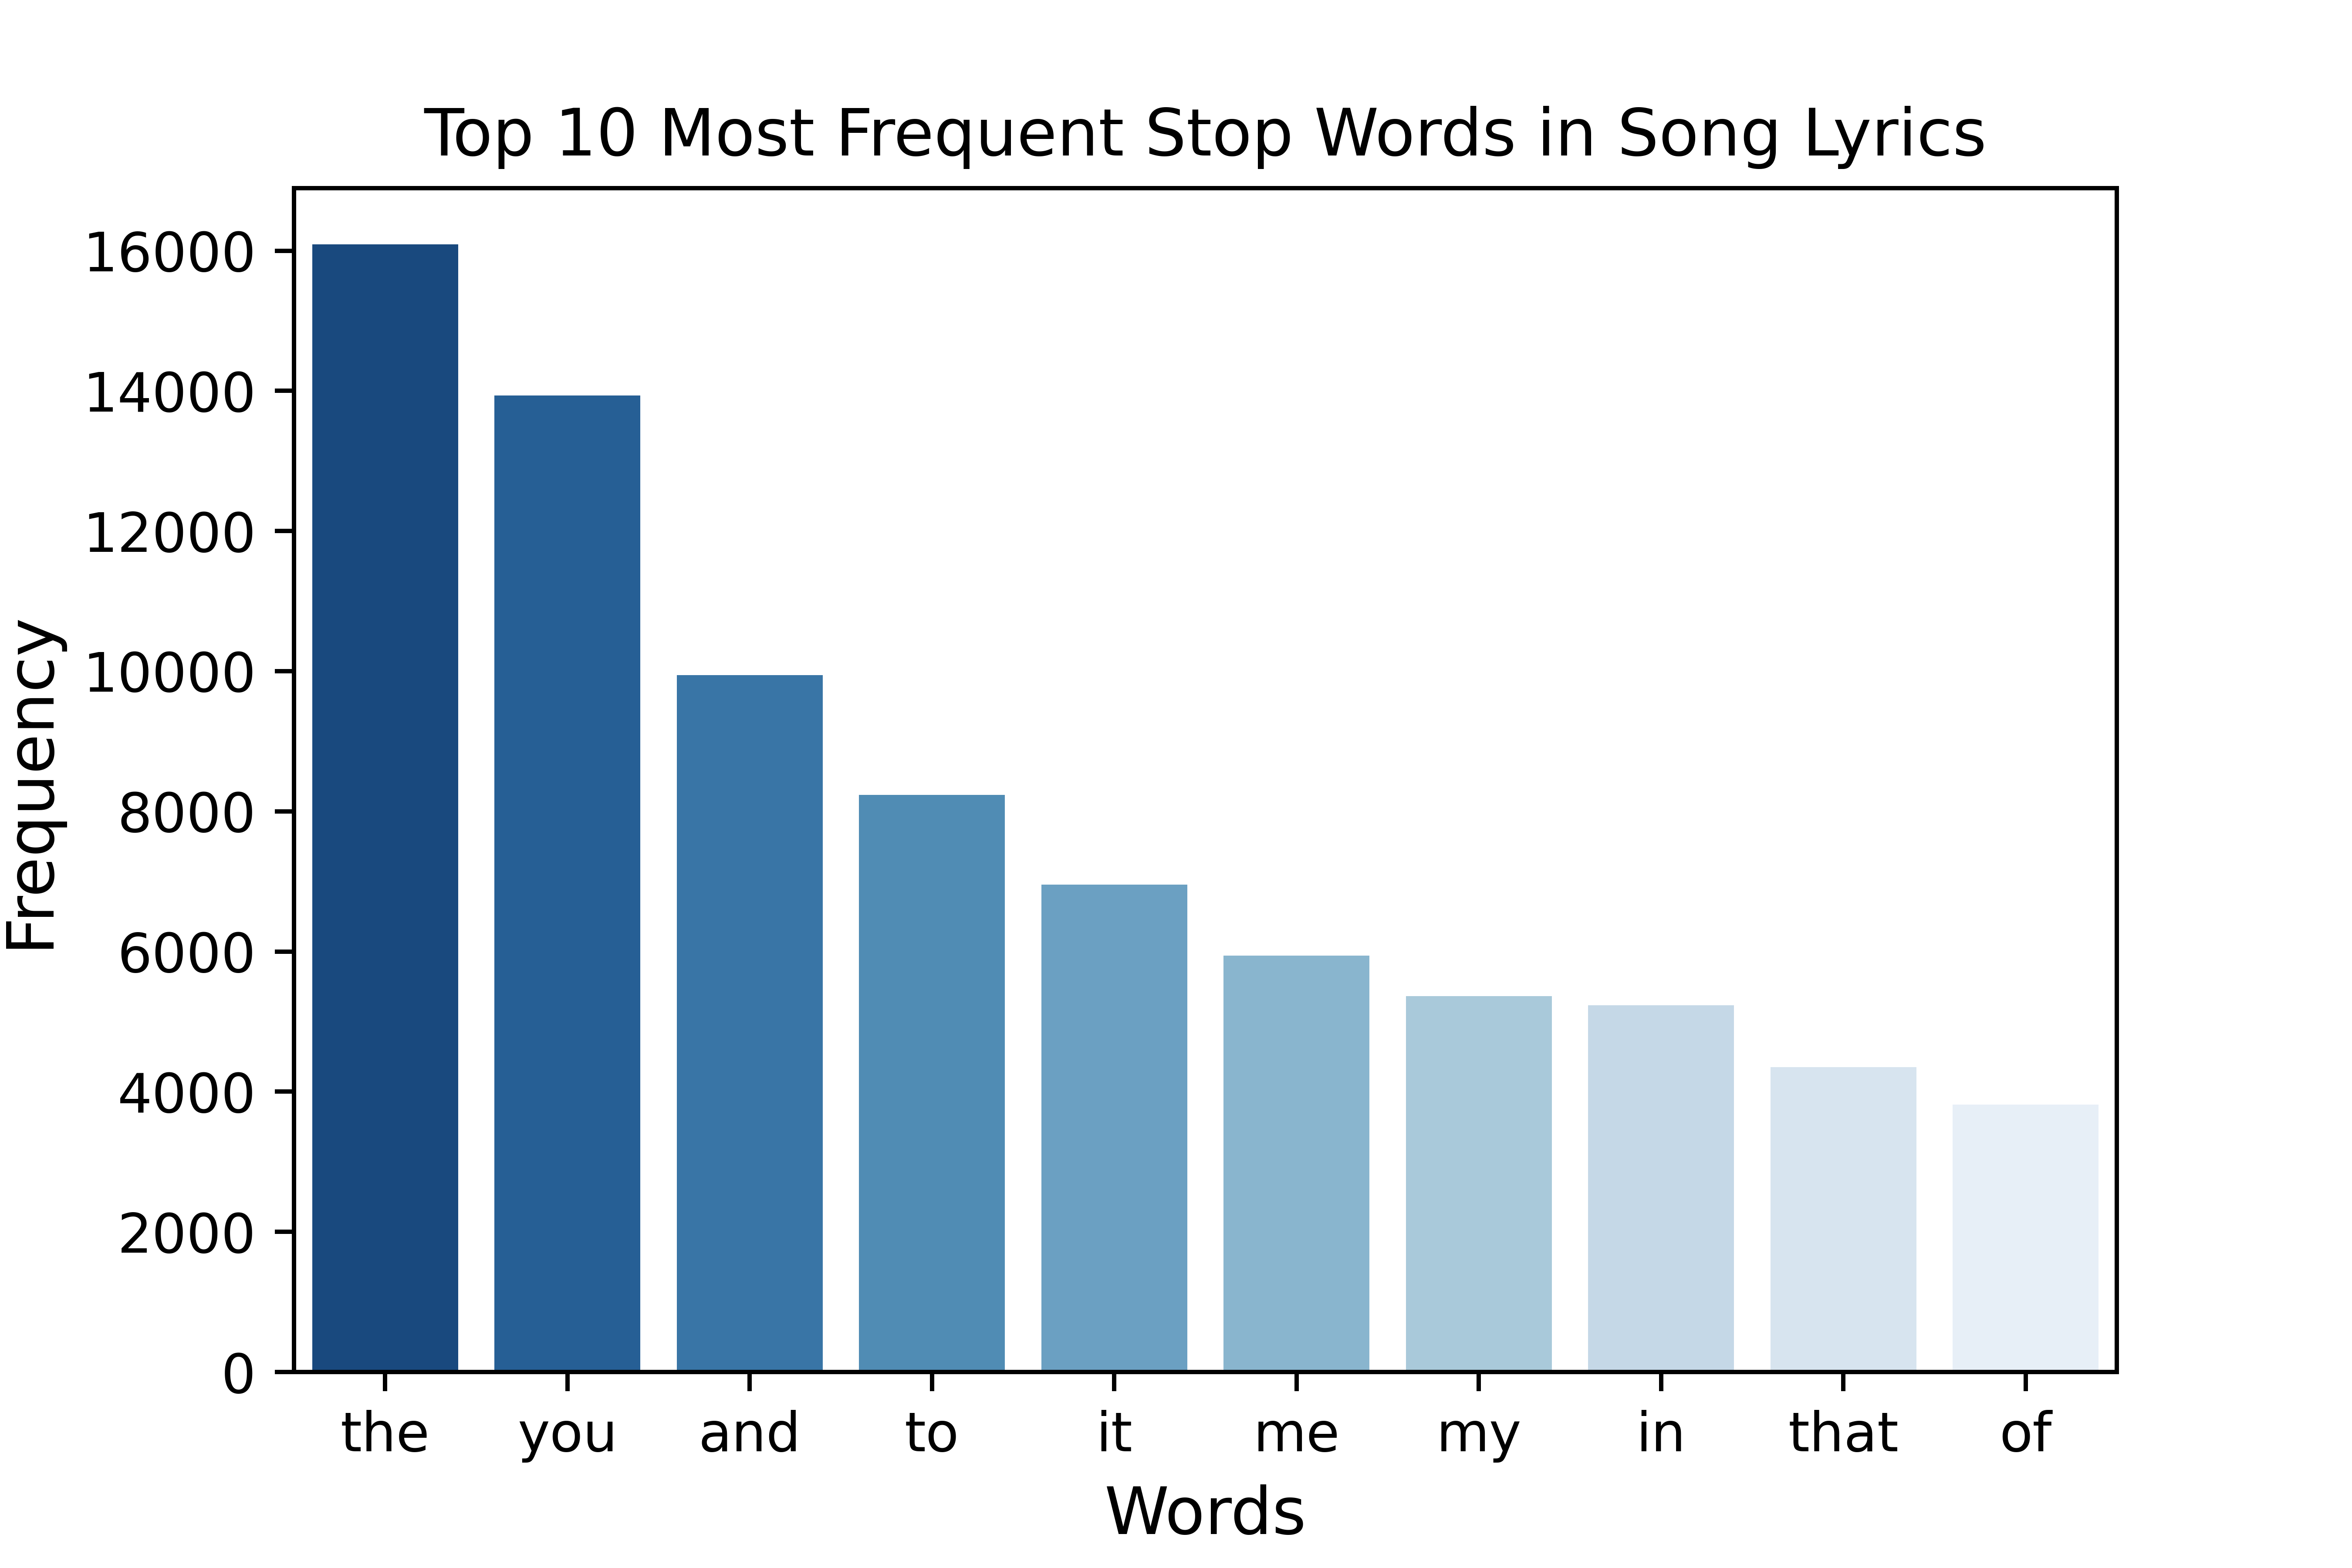 Top 10 Most Frequent Stop Words in Song Lyrics
Frequency
16000
14000
12000
10000
8000
6000
4000
2000
0
the you and to it me my in that of
Words